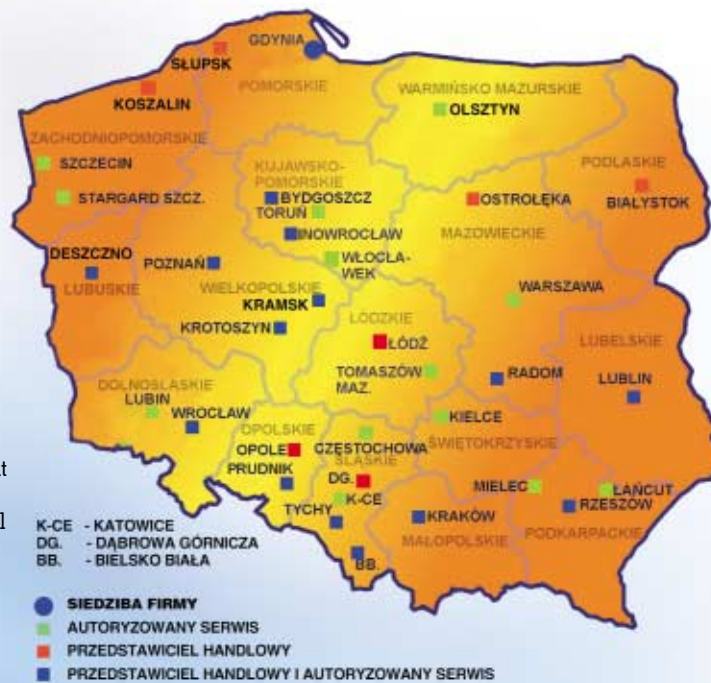 GDYNIA
SŁUPSK
POMORSKIE
KOSZALIN
WARMIŃSKO MAZURSKIE
OLSZTYN
ZACHODNIOPOMORSKIE
SZCZECIN
STARGARD SZCZ.
KUJAWSKO-
POMORSKIE
BYDGOSZCZ
TORUŃ
INOWROCŁAW
WŁOCŁA-
WEK
PODLASKIE
BIAŁYSTOK
OSTROŁĘKA
MAZOWIECKIE
DESZCZNO
LUBUSKIE
POZNAŃ
WIELKOPOLSKIE
KRAMSK
KROTOSZYN
WARSZAWA
ŁÓDZKIE
ŁÓDŹ
TOMASZÓW
MAZ.
RADOM
LUBELSKIE
LUBLIN
DOLNOŚLĄSKIE
LUBIN
WROCŁAW
OPOLSKIE
OPOLE
PRUDNIK
CZĘSTOCHOWA
ŚLĄSKIE
DG.
K-CE
TYCHY
BB.
KIELCE
ŚWIĘTOKRZYSKIE
KRAKÓW
MAŁOPOLSKIE
MIELEC
ŁAŃCUT
RZESZÓW
PODKARPACKIE
K-CE - KATOWICE
DG. - DĄBROWA GÓRNICZA
BB. - BIELSKO BIAŁA
SIEDZIBA FIRMY
AUTORYZOWANY SERWIS
PRZEDSTAWICIEL HANDLOWY
PRZEDSTAWICIEL HANDLOWY I AUTORYZOWANY SERWIS